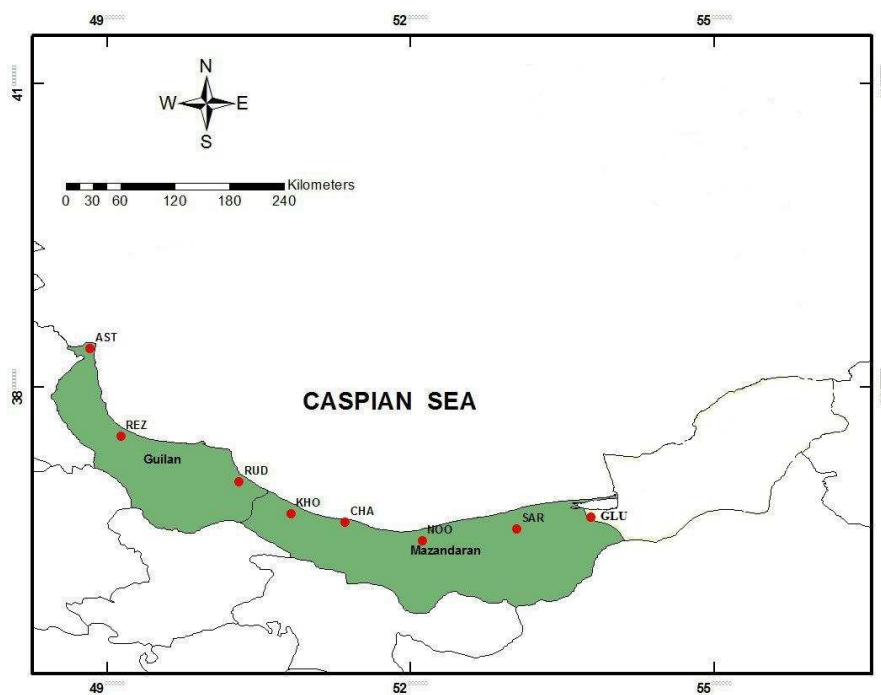 49 52 55
41
N
W E
S
Kilometers
0 30 60 120 180 240
AST
38
CASPIAN SEA
REZ
Guilan
RUD
KHO
CHA
NOO
SAR
GLU
Mazandaran
49 52 55